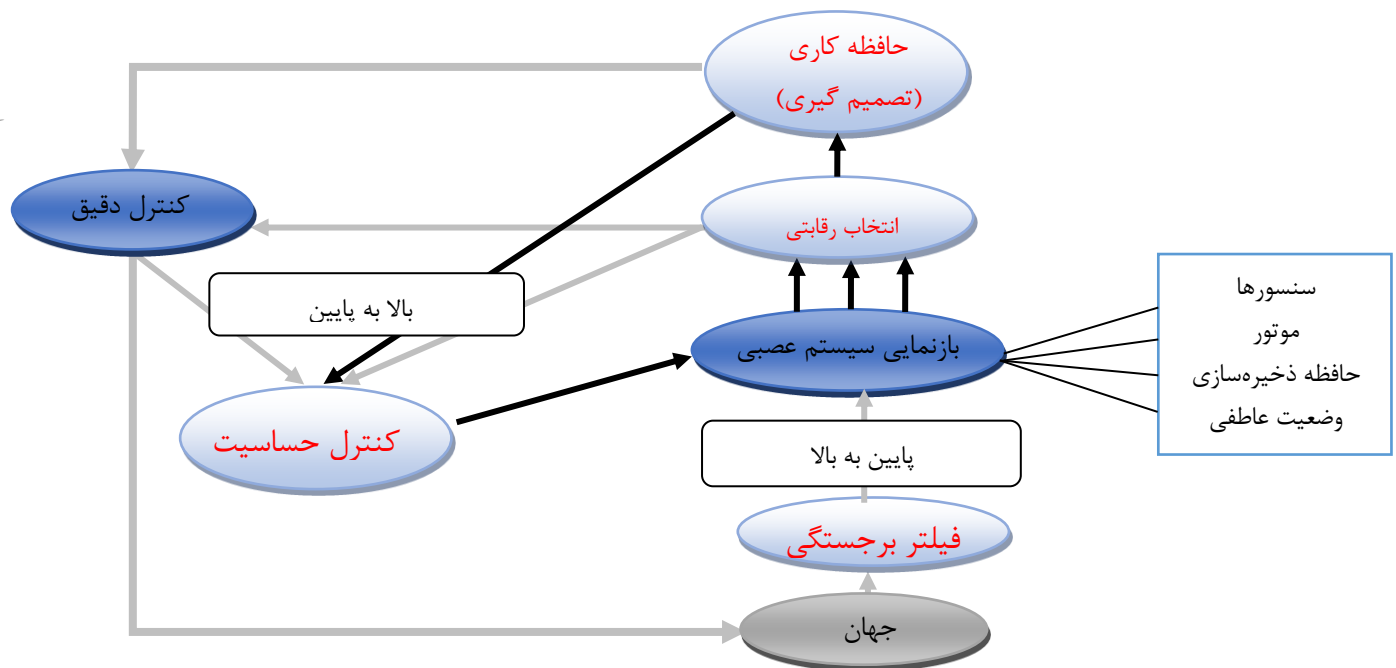 حافظه کاری
(تصمیم گیری)
کنترل دقیق
انتخاب رقابتی
بالا به پایین
بازنمایی سیستم عصبی
سنسورها
موتور
حافظه ذخیره‌سازی
وضعیت عاطفی
کنترل حساسیت
پایین به بالا
فیلتر برجستگی
جهان